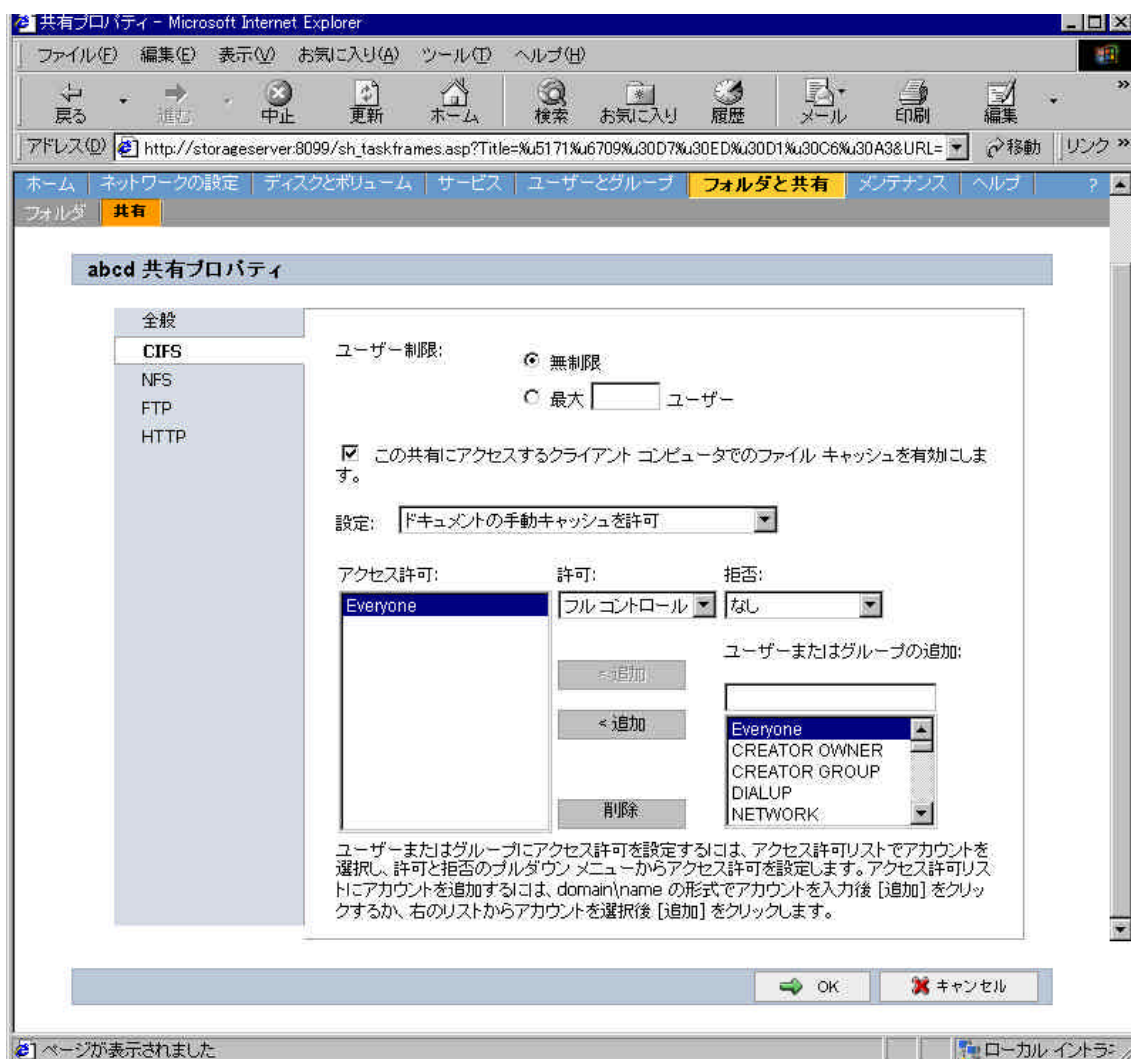 共有プロパティ - Microsoft Internet Explorer
ファイル(F) 編集(E) 表示(V) お気に入り(A) ツール(T) ヘルプ(H)
戻る 進む 中止 更新 ホーム 検索 お気に入り 履歴 メール 印刷 編集
アドレス(D) http://storageserver:8099/sh_taskframes.asp?Title=%u5171%u6709%u30D7%u30ED%u30D1%u30C6%u30A3&URL= 移動 リンク »
ホーム ネットワークの設定 ディスクとボリューム サービス ユーザーとグループ フォルダと共有 メンテナンス ヘルプ ?
フォルダ 共有
abcd 共有プロパティ
全般
CIFS
NFS
FTP
HTTP
ユーザー制限:
無制限
最大 ユーザー
この共有にアクセスするクライアント コンピュータでのファイル キャッシュを有効にしま
す。
設定: ドキュメントの手動キャッシュを許可
アクセス許可: 許可: 拒否:
Everyone フル コントロール なし
ユーザーまたはグループの追加:
< 追加
< 追加
Everyone
CREATOR OWNER
CREATOR GROUP
DIALUP
NETWORK
削除
ユーザーまたはグループにアクセス許可を設定するには、アクセス許可リストでアカウントを
選択し、許可と拒否のプルダウン メニューからアクセス許可を設定します。アクセス許可リス
トにアカウントを追加するには、domain\name の形式でアカウントを入力後 [追加] をクリッ
クするか、右のリストからアカウントを選択後 [追加] をクリックします。
OK キャンセル
ページが表示されました ローカル イントラ